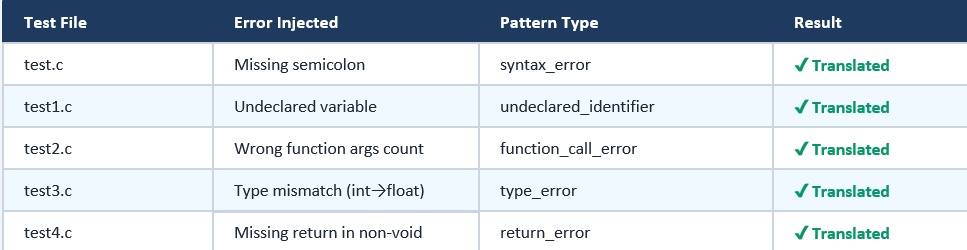 Test File Error Injected Pattern Type Result
test.c Missing semicolon syntax_error ✓ Translated
test1.c Undeclared variable undeclared_identifier ✓ Translated
test2.c Wrong function args count function_call_error ✓ Translated
test3.c Type mismatch (int→float) type_error ✓ Translated
test4.c Missing return in non-void return_error ✓ Translated